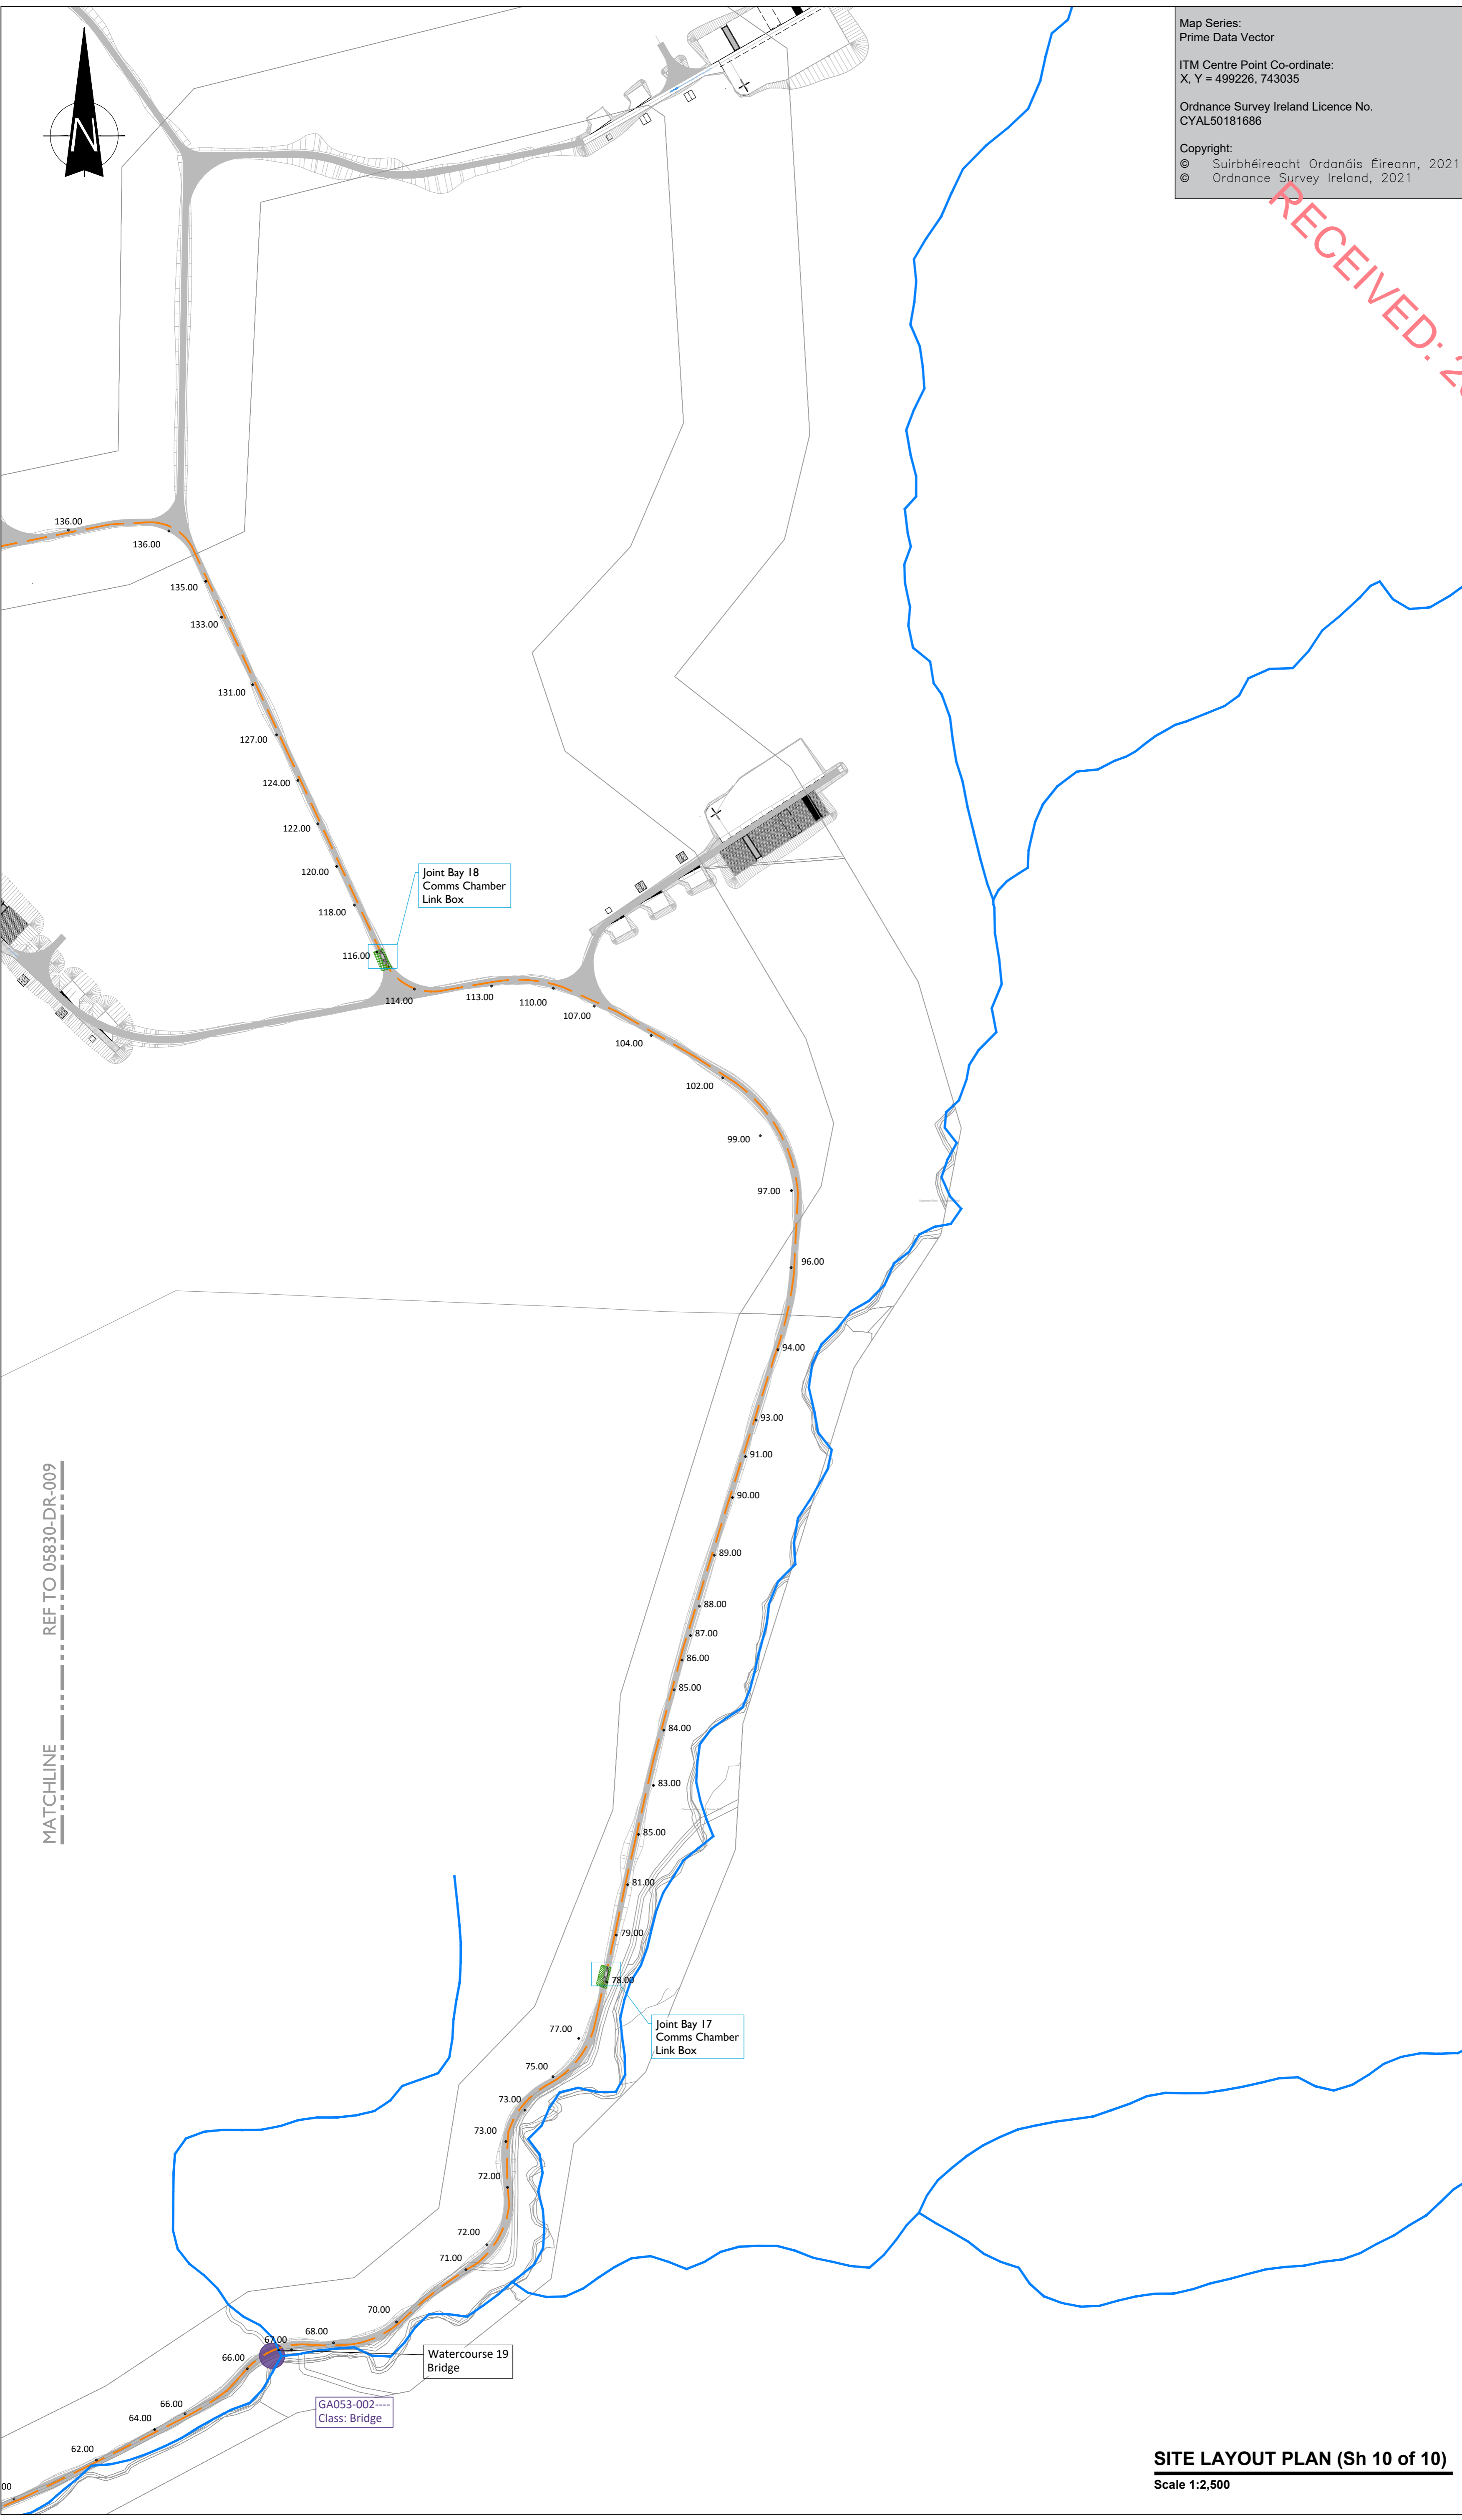 Map Series:
Prime Data Vector
ITM Centre Point Co-ordinate:
X, Y = 499226, 743035
Ordnance Survey Ireland Licence No.
CYAL50181686
Copyright:
© Suirbhéireacht Ordanáis Éireann, 2021
© Ordnance Survey Ireland, 2021
RECEIVED:
N
136.00
136.00
135.00
133.00
131.00
127.00
124.00
122.00
120.00
118.00
116.00
Joint Bay 18
Comms Chamber
Link Box
114.00
113.00
110.00
107.00
104.00
102.00
99.00
97.00
96.00
94.00
93.00
91.00
90.00
89.00
88.00
87.00
86.00
85.00
84.00
83.00
85.00
81.00
79.00
78.00
MATCHLINE REF TO 05830-DR-009
Joint Bay 17
Comms Chamber
Link Box
77.00
75.00
73.00
73.00
72.00
72.00
71.00
70.00
68.00
67.00
66.00
Watercourse 19
Bridge
GA053-002----
Class: Bridge
66.00
64.00
62.00
00
SITE LAYOUT PLAN (Sh 10 of 10)
Scale 1:2,500